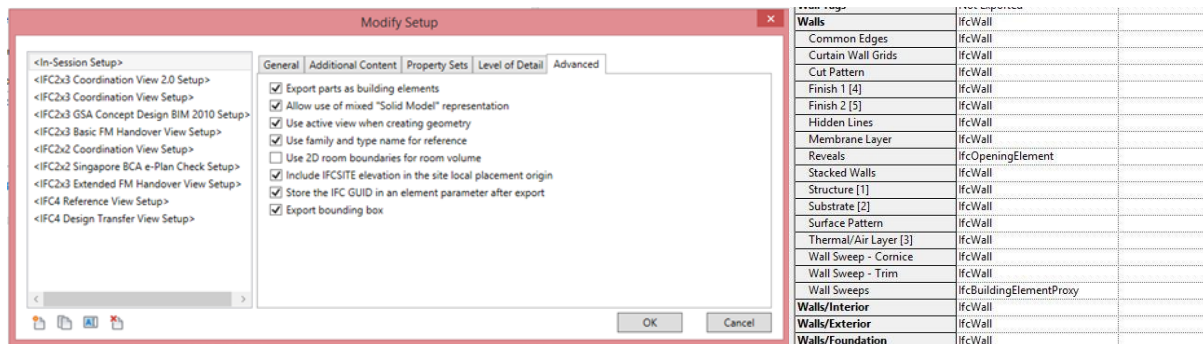 Modify Setup
<In-Session Setup>
<IFC2x3 Coordination View 2.0 Setup>
<IFC2x3 Coordination View Setup>
<IFC2x3 GSA Concept Design BIM 2010 Setup>
<IFC2x3 Basic FM Handover View Setup>
<IFC2x2 Coordination View Setup>
<IFC2x2 Singapore BCA e-Plan Check Setup>
<IFC2x3 Extended FM Handover View Setup>
<IFC4 Reference View Setup>
<IFC4 Design Transfer View Setup>
General Additional Content Property Sets Level of Detail Advanced
Export parts as building elements
Allow use of mixed "Solid Model" representation
Use active view when creating geometry
Use family and type name for reference
Use 2D room boundaries for room volume
Include IFCSITE elevation in the site local placement origin
Store the IFC GUID in an element parameter after export
Export bounding box
OK Cancel
Wall Tags Not Exported
Walls IfcWall
Common Edges IfcWall
Curtain Wall Grids IfcWall
Cut Pattern IfcWall
Finish 1 [4] IfcWall
Finish 2 [5] IfcWall
Hidden Lines IfcWall
Membrane Layer IfcWall
Reveals IfcOpeningElement
Stacked Walls IfcWall
Structure [1] IfcWall
Substrate [2] IfcWall
Surface Pattern IfcWall
Thermal/Air Layer [3] IfcWall
Wall Sweep - Cornice IfcWall
Wall Sweep - Trim IfcWall
Wall Sweeps IfcBuildingElementProxy
Walls/Interior IfcWall
Walls/Exterior IfcWall
Walls/Foundation IfcWall